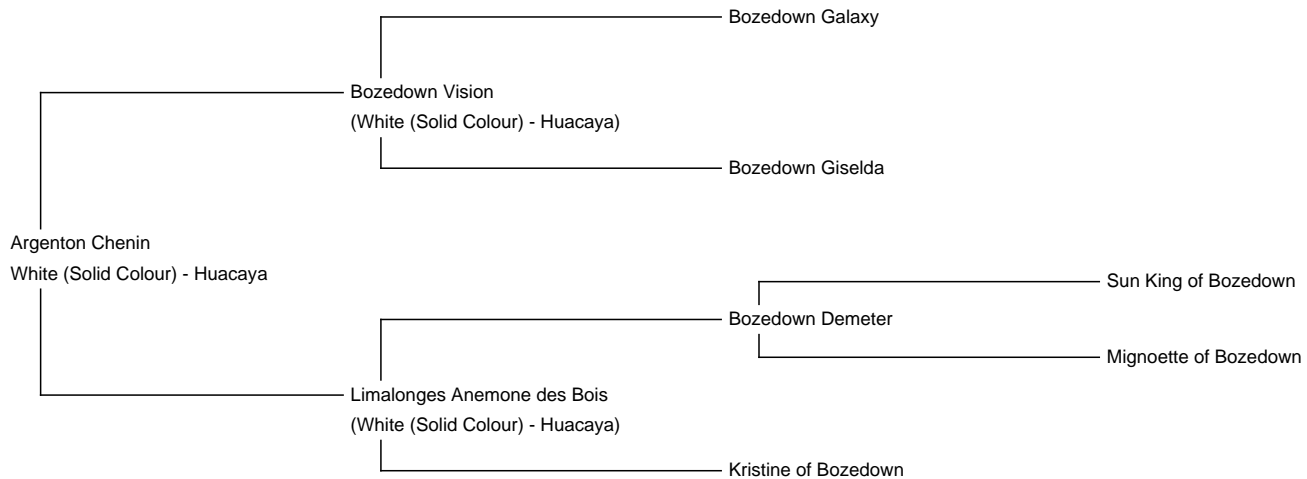 Bozedown Galaxy
Bozedown Vision
(White (Solid Colour) - Huacaya)
Bozedown Giselda
Argenton Chenin
White (Solid Colour) - Huacaya
Sun King of Bozedown
Bozedown Demeter
Mignoette of Bozedown
Limalonges Anemone des Bois
(White (Solid Colour) - Huacaya)
Kristine of Bozedown